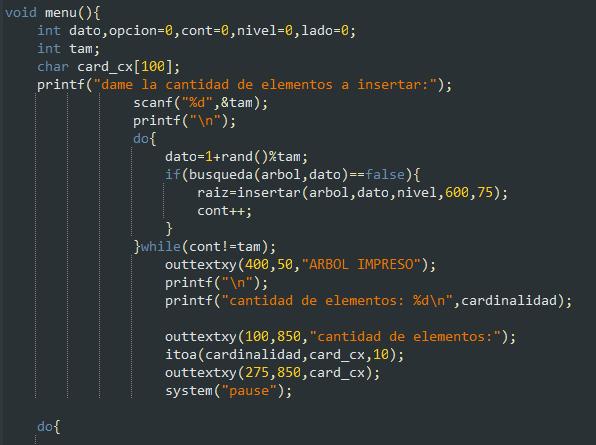 void menu(){
int dato,opcion=0,cont=0,nivel=0,lado=0;
int tam;
char card_cx[100];
printf("dame la cantidad de elementos a insertar:");
scanf("%d",&tam);
printf("\n");
do{
dato=1+rand()%tam;
if(busqueda(arbol,dato)==false){
raiz=insertar(arbol,dato,nivel,600,75);
cont++;
}
}while(cont!=tam);
outtextxy(400,50,"ARBOL IMPRESO");
printf("\n");
printf("cantidad de elementos: %d\n",cardinalidad);
outtextxy(100,850,"cantidad de elementos:");
itoa(cardinalidad,card_cx,10);
outtextxy(275,850,card_cx);
system("pause");
do{